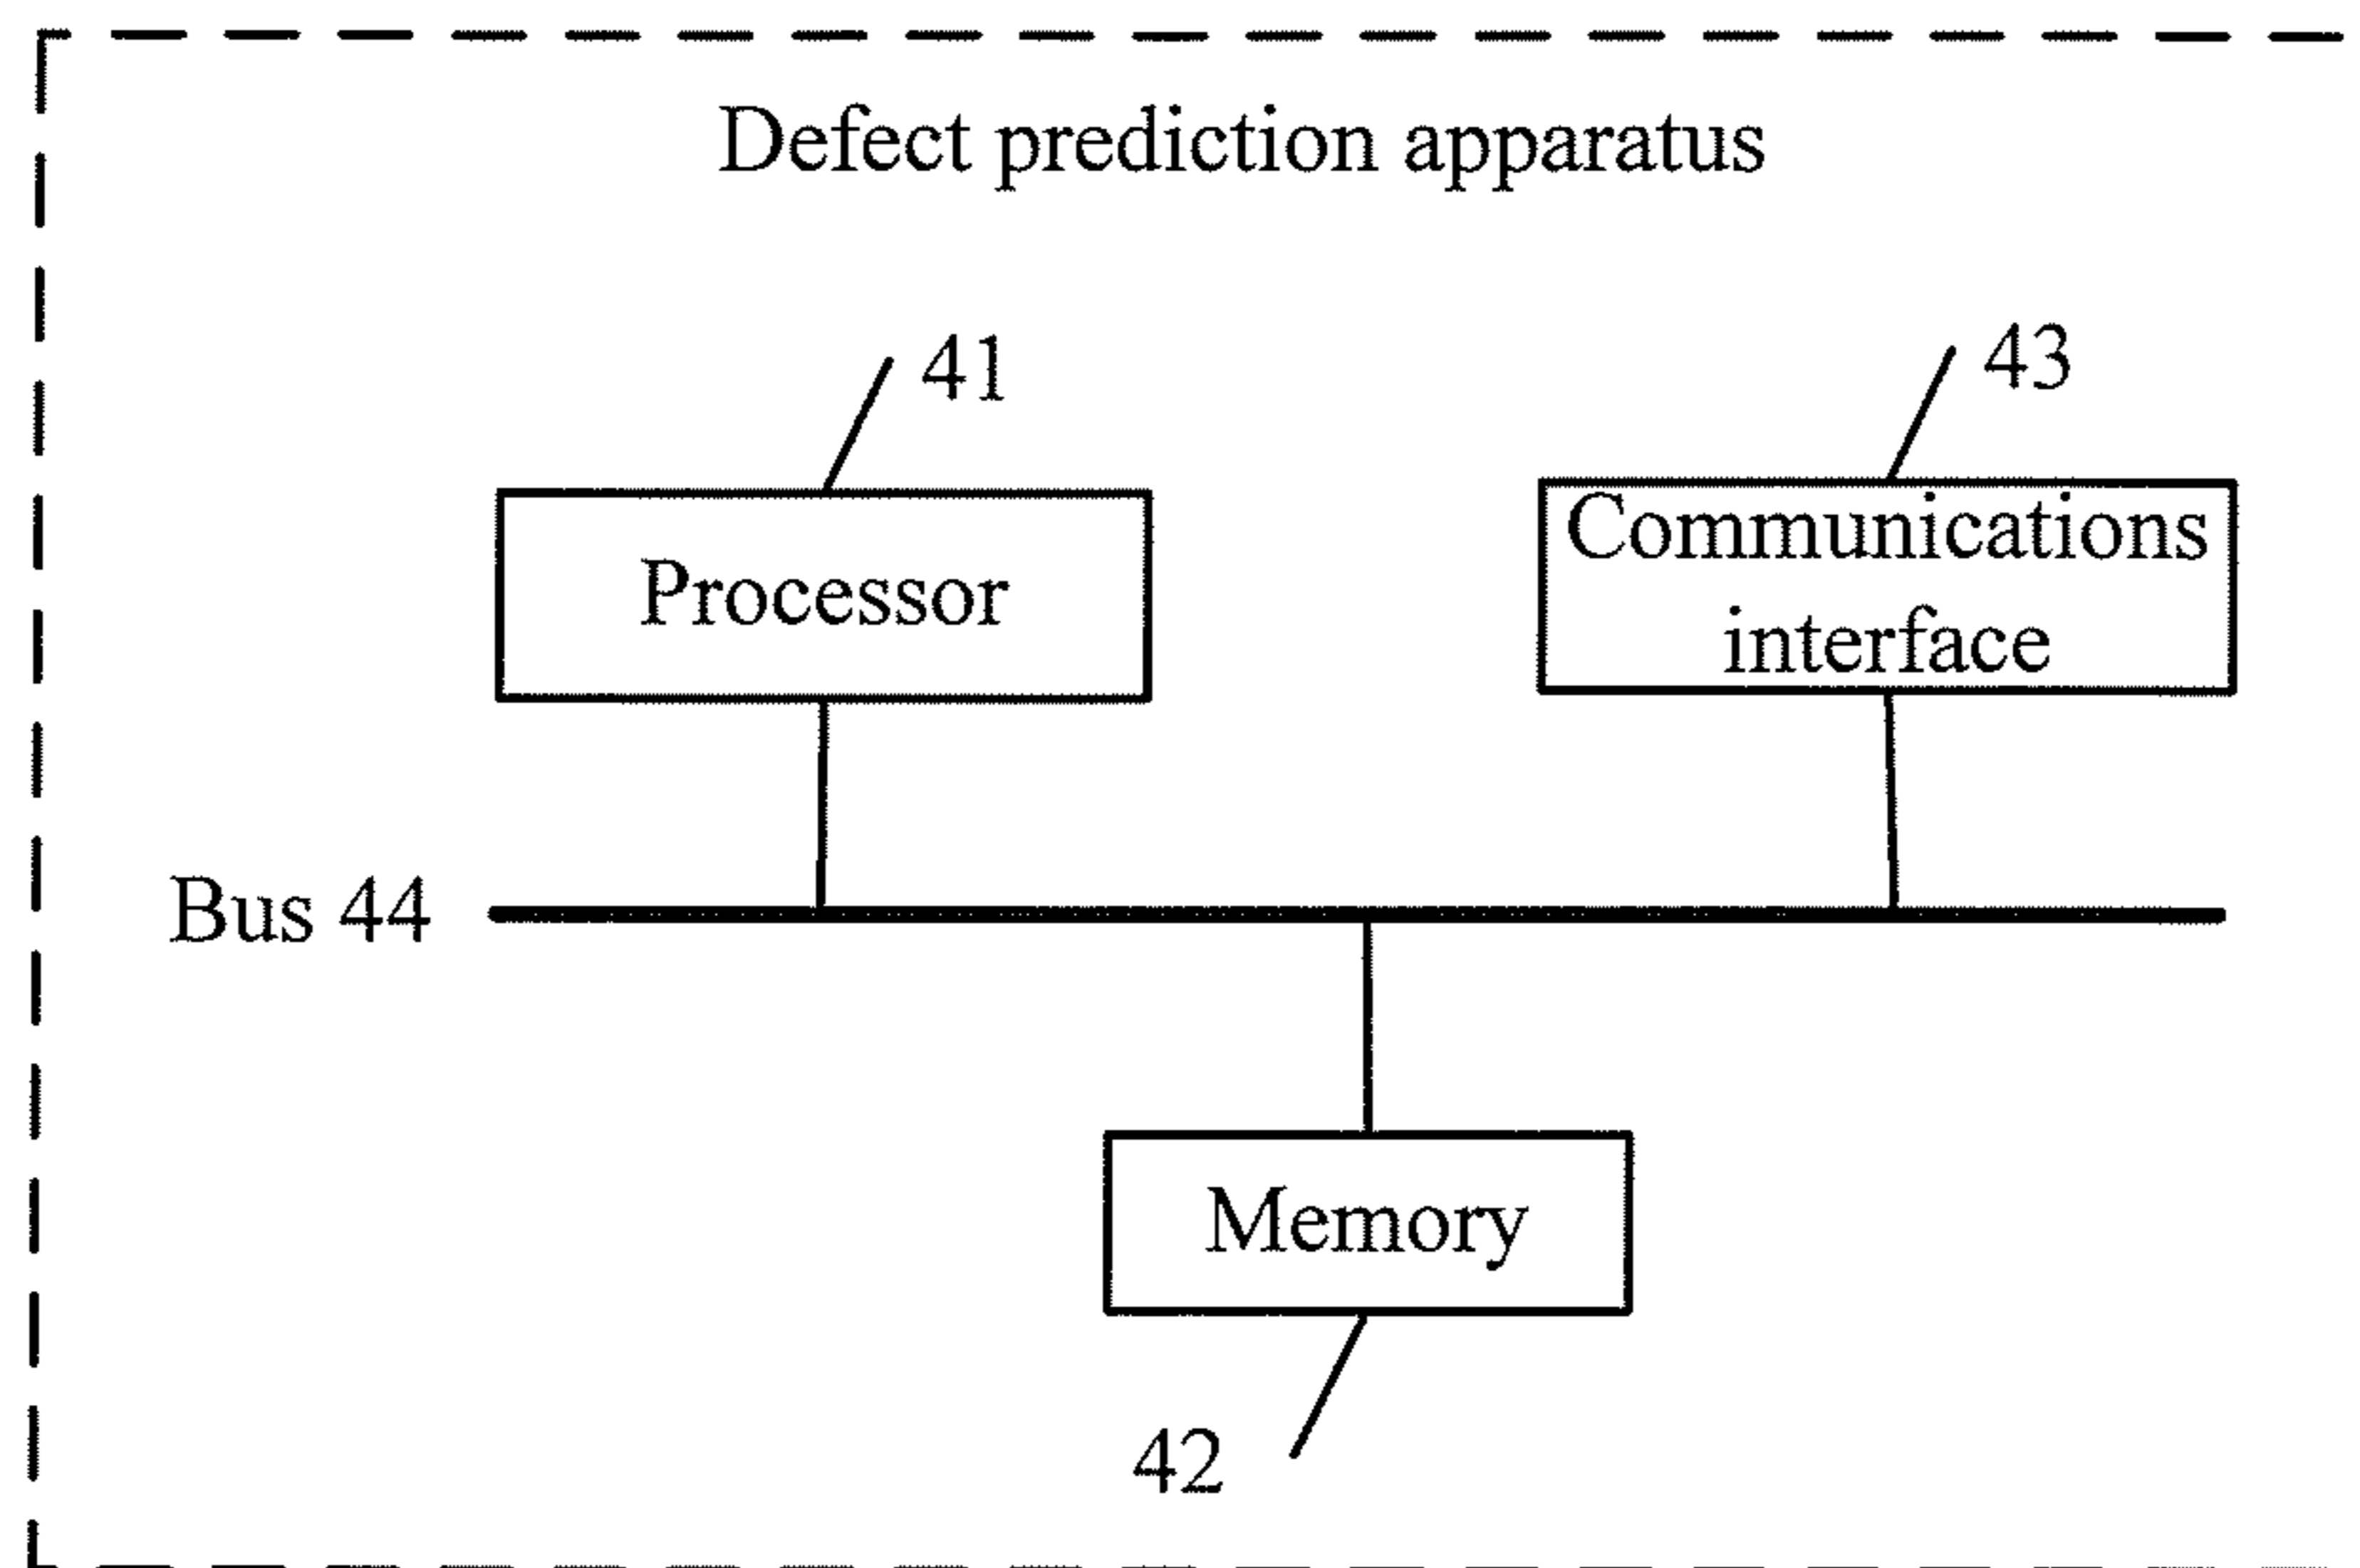 Defect prediction apparatus
41
43
Processor
Communications
interface
Bus 44
Memory
42